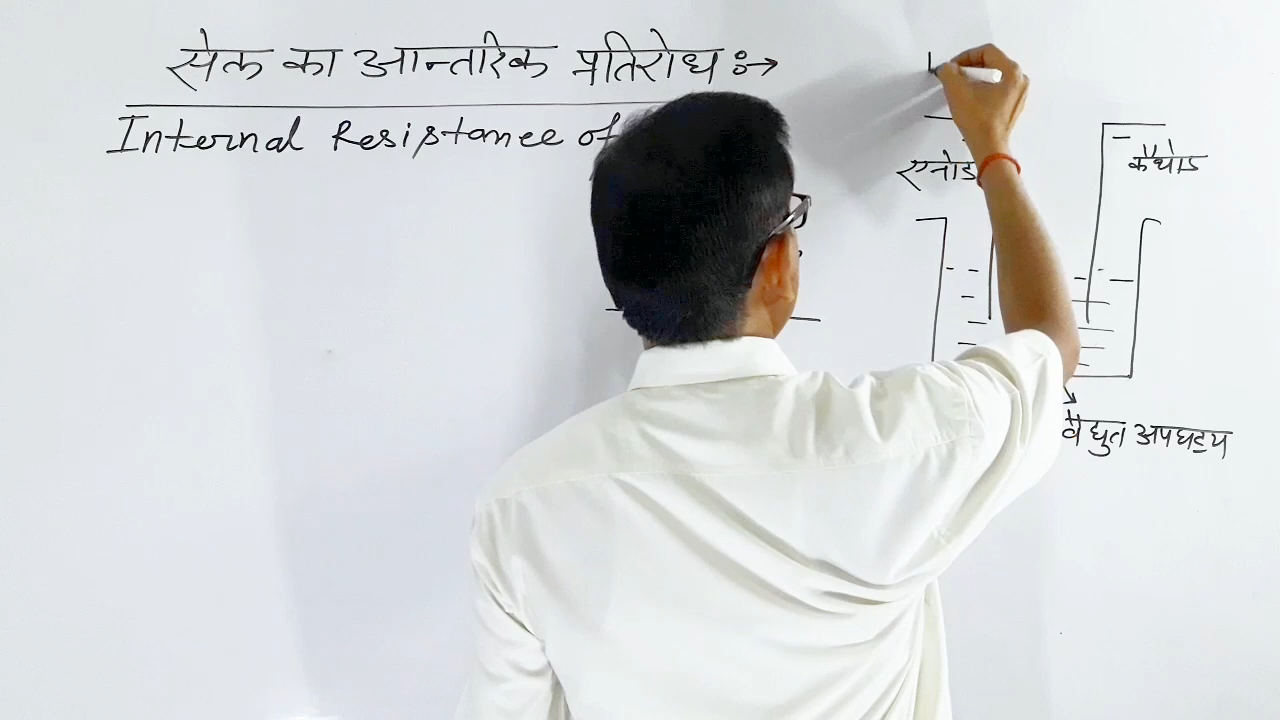 सेल का आन्तरिक प्रतिरोध :→
Internal Resistance of
एनोड
कैथोड
वैद्युत अपघट्य